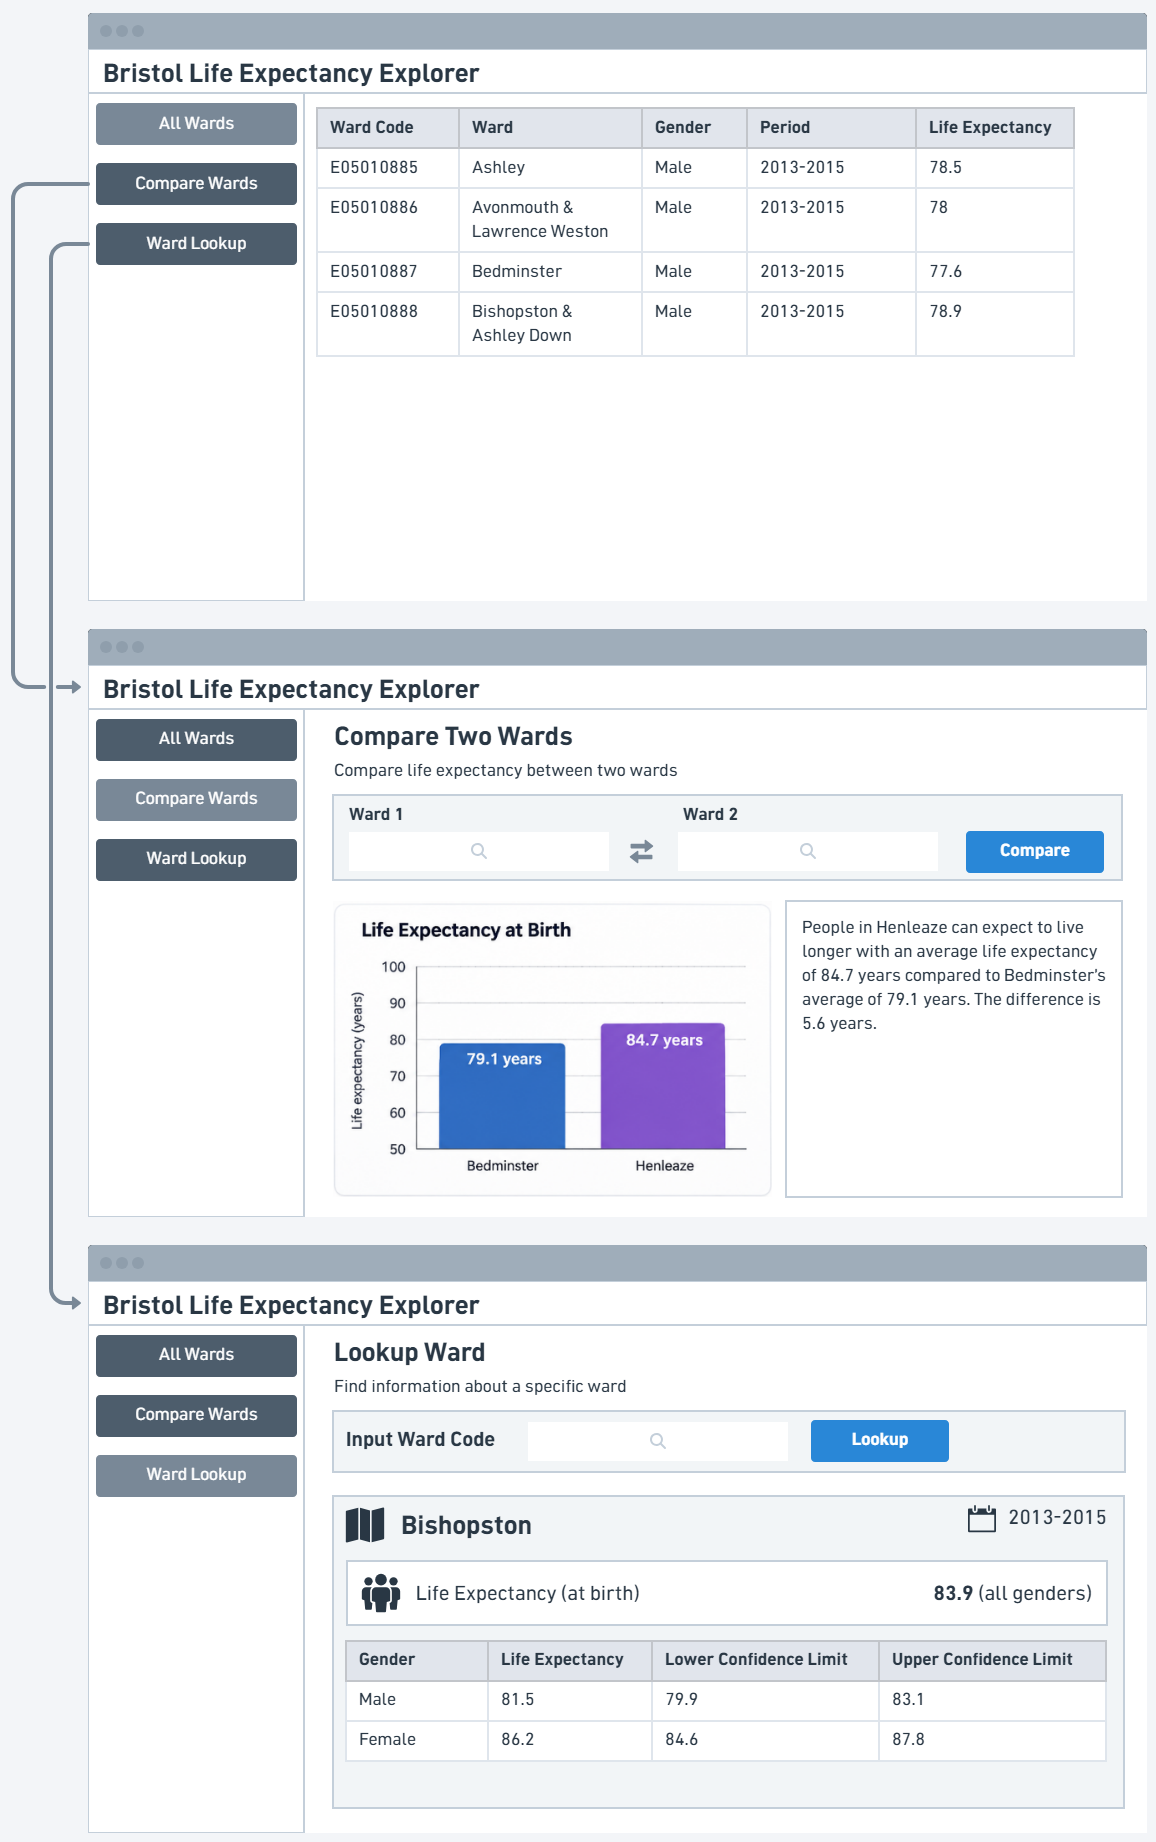 Bristol Life Expectancy Explorer
All Wards
Compare Wards
Ward Lookup
Ward Code Ward Gender Period Life Expectancy
E05010885 Ashley Male 2013-2015 78.5
E05010886 Avonmouth & Male 2013-2015 78
Lawrence Weston
E05010887 Bedminster Male 2013-2015 77.6
E05010888 Bishopston & Male 2013-2015 78.9
Ashley Down
Bristol Life Expectancy Explorer
All Wards
Compare Wards
Ward Lookup
Compare Two Wards
Compare life expectancy between two wards
Ward 1 Ward 2
Compare
Life Expectancy at Birth
Life expectancy (years)
100
90
80
70
60
50
79.1 years
84.7 years
Bedminster Henleaze
People in Henleaze can expect to live
longer with an average life expectancy
of 84.7 years compared to Bedminster's
average of 79.1 years. The difference is
5.6 years.
Bristol Life Expectancy Explorer
All Wards
Compare Wards
Ward Lookup
Lookup Ward
Find information about a specific ward
Input Ward Code Lookup
Bishopston 2013-2015
Life Expectancy (at birth) 83.9 (all genders)
Gender Life Expectancy Lower Confidence Limit Upper Confidence Limit
Male 81.5 79.9 83.1
Female 86.2 84.6 87.8